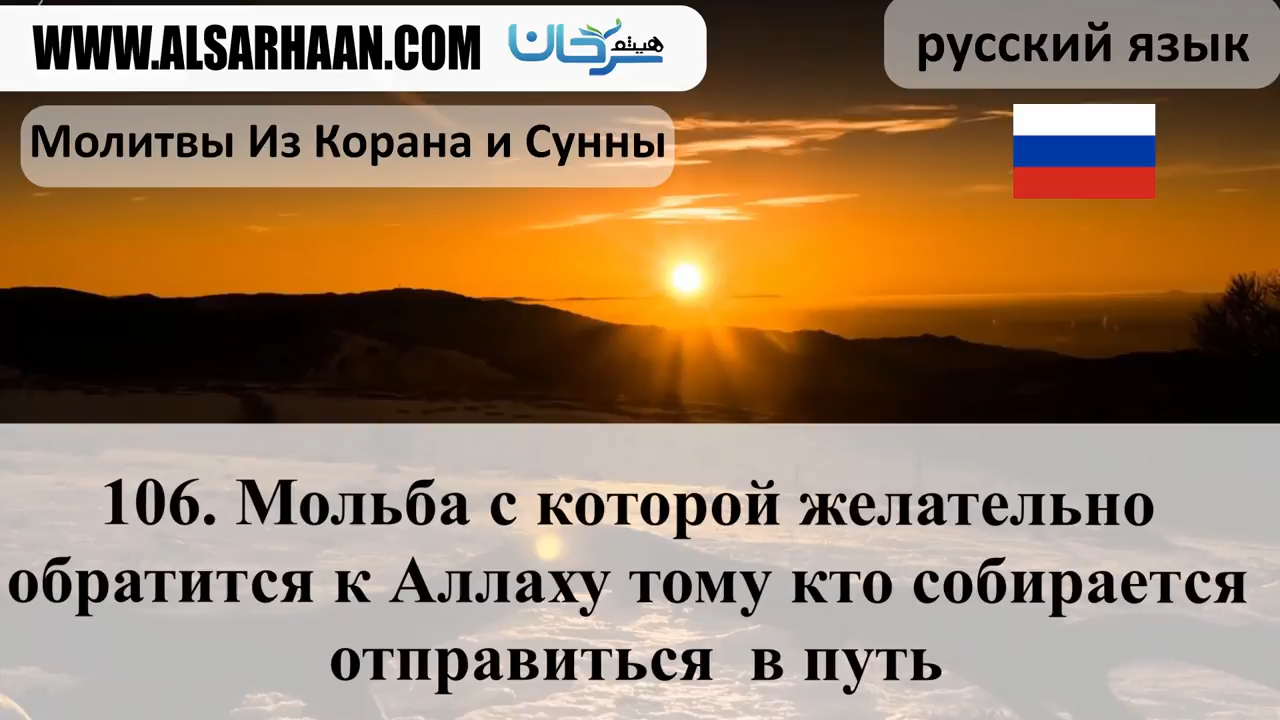 WWW.ALSARHAAN.COM
هيثم سرحان
русский язык
Молитвы Из Корана и Сунны
106. Мольба с которой желательно
обратится к Аллаху тому кто собирается
отправиться в путь